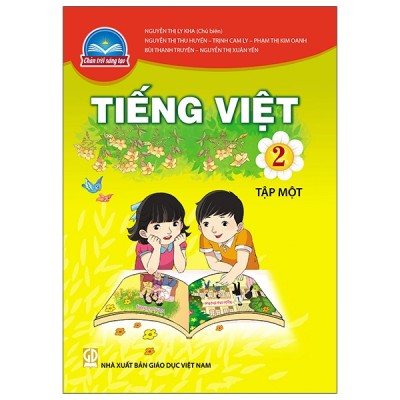 NGUYỄN THỊ LY KHA (Chủ biên)
NGUYỄN THỊ THU HUYỀN – TRỊNH CAM LY – PHẠM THỊ KIM OANH
BÙI THANH TRUYỀN – NGUYỄN THỊ XUÂN YẾN
Chân trời sáng tạo
TIẾNG VIỆT
2
TẬP MỘT
NHÀ XUẤT BẢN GIÁO DỤC VIỆT NAM